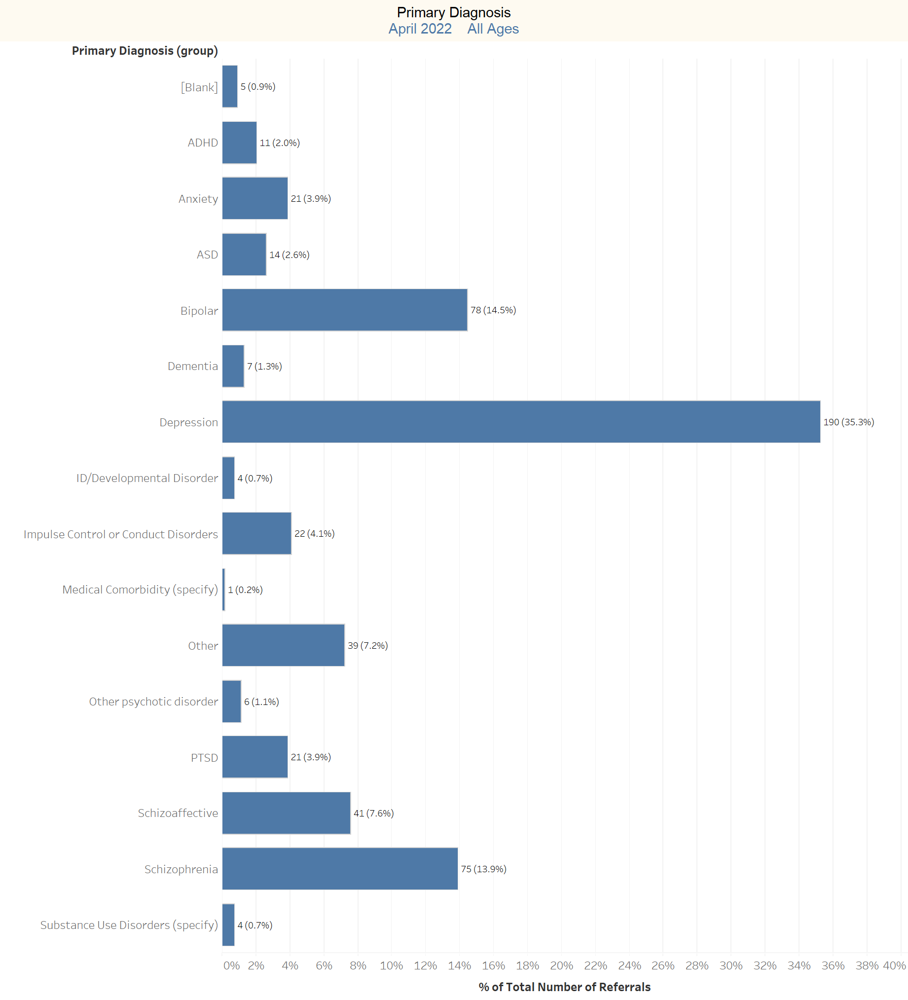 Primary Diagnosis
April 2022 All Ages
Primary Diagnosis (group)
[Blank] 5 (0.9%)
ADHD 11 (2.0%)
Anxiety 21 (3.9%)
ASD 14 (2.6%)
Bipolar 78 (14.5%)
Dementia 7 (1.3%)
Depression 190 (35.3%)
ID/Developmental Disorder 4 (0.7%)
Impulse Control or Conduct Disorders 22 (4.1%)
Medical Comorbidity (specify) 1 (0.2%)
Other 39 (7.2%)
Other psychotic disorder 6 (1.1%)
PTSD 21 (3.9%)
Schizoaffective 41 (7.6%)
Schizophrenia 75 (13.9%)
Substance Use Disorders (specify) 4 (0.7%)
0% 2% 4% 6% 8% 10% 12% 14% 16% 18% 20% 22% 24% 26% 28% 30% 32% 34% 36% 38% 40%
% of Total Number of Referrals